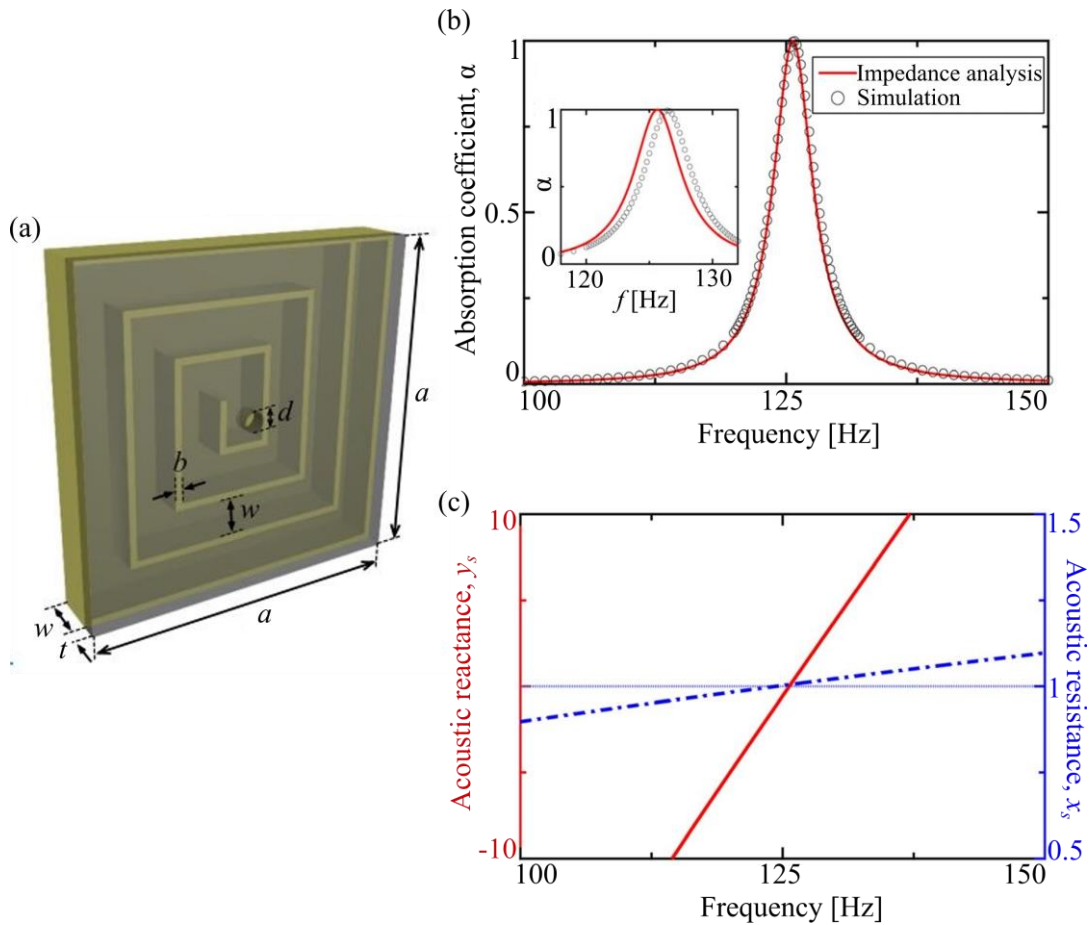 (a)
a
d
b
w
a
w
t
(b)
Absorption coefficient, α
1
0.5
0
100
125
150
Frequency [Hz]
Impedance analysis
Simulation
1
α
0
120
130
f [Hz]
(c)
Acoustic reactance, yₛ
10
-10
100
125
150
Frequency [Hz]
1.5
1
0.5
Acoustic resistance, xₛ